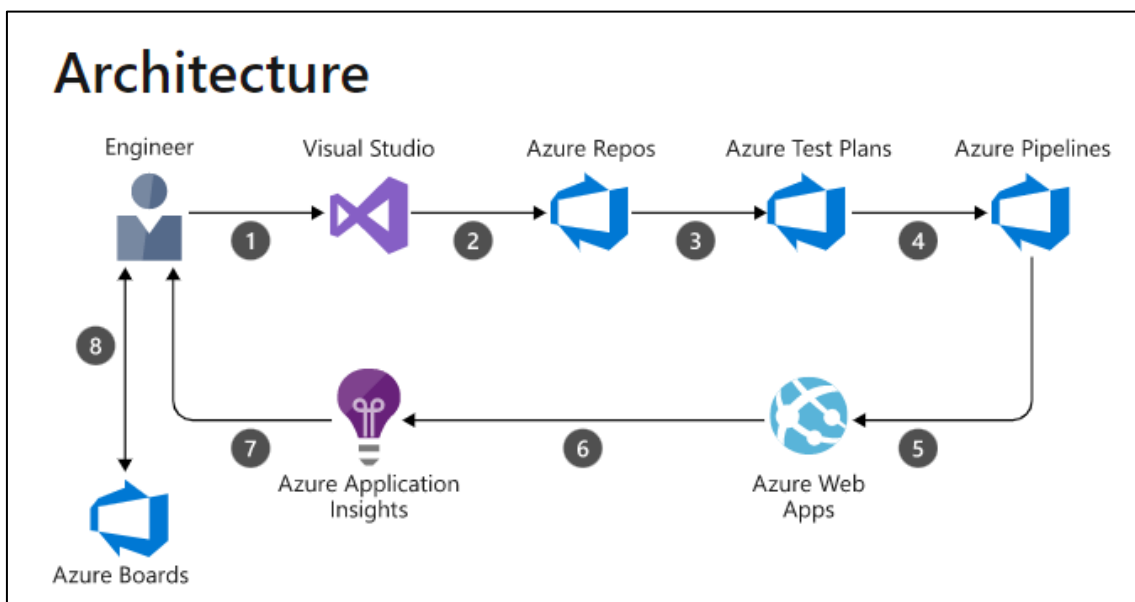 Architecture
Engineer
Visual Studio
Azure Repos
Azure Test Plans
Azure Pipelines
1
2
3
4
8
7
6
5
Azure Application
Insights
Azure Web
Apps
Azure Boards